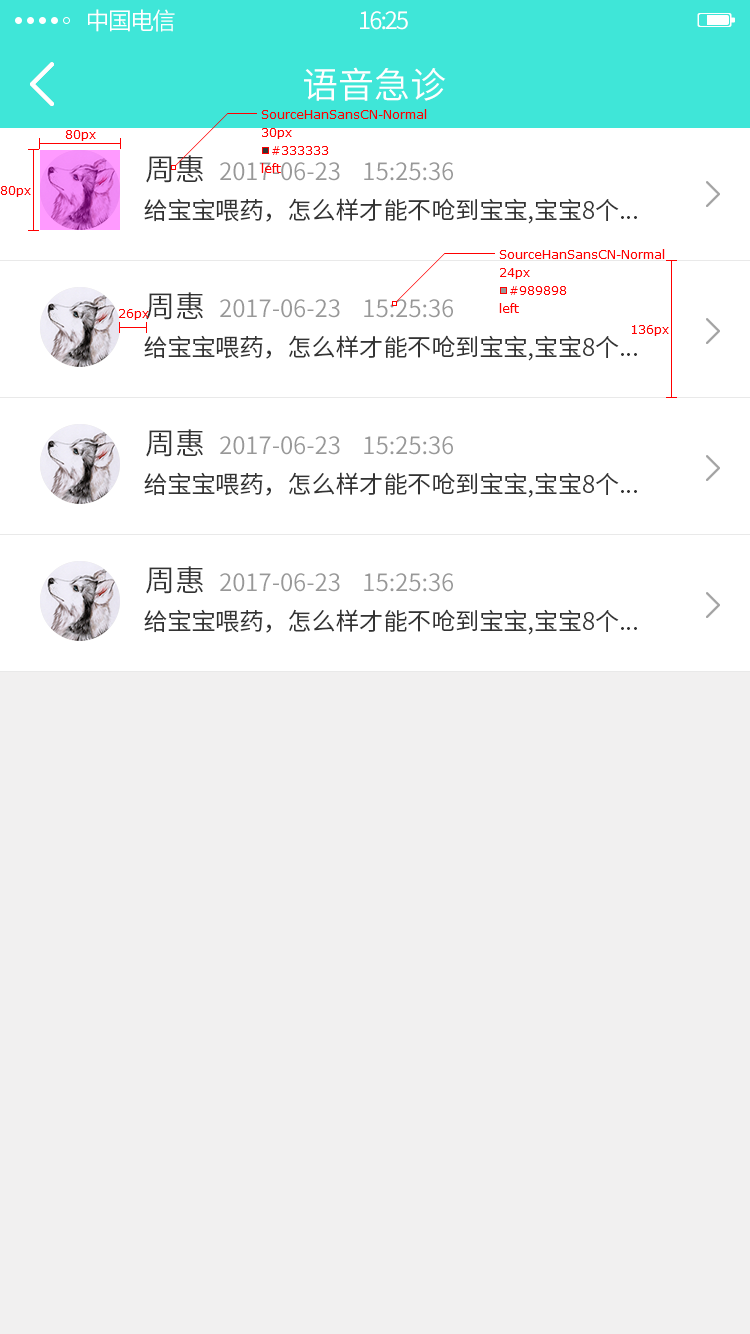 中国电信 16:25
语音急诊
SourceHanSansCN-Normal
30px
#333333
left
80px
80px
周惠 2017-06-23 15:25:36
给宝宝喂药，怎么样才能不呛到宝宝,宝宝8个...
SourceHanSansCN-Normal
24px
#989898
left
26px
136px
周惠 2017-06-23 15:25:36
给宝宝喂药，怎么样才能不呛到宝宝,宝宝8个...
周惠 2017-06-23 15:25:36
给宝宝喂药，怎么样才能不呛到宝宝,宝宝8个...
周惠 2017-06-23 15:25:36
给宝宝喂药，怎么样才能不呛到宝宝,宝宝8个...